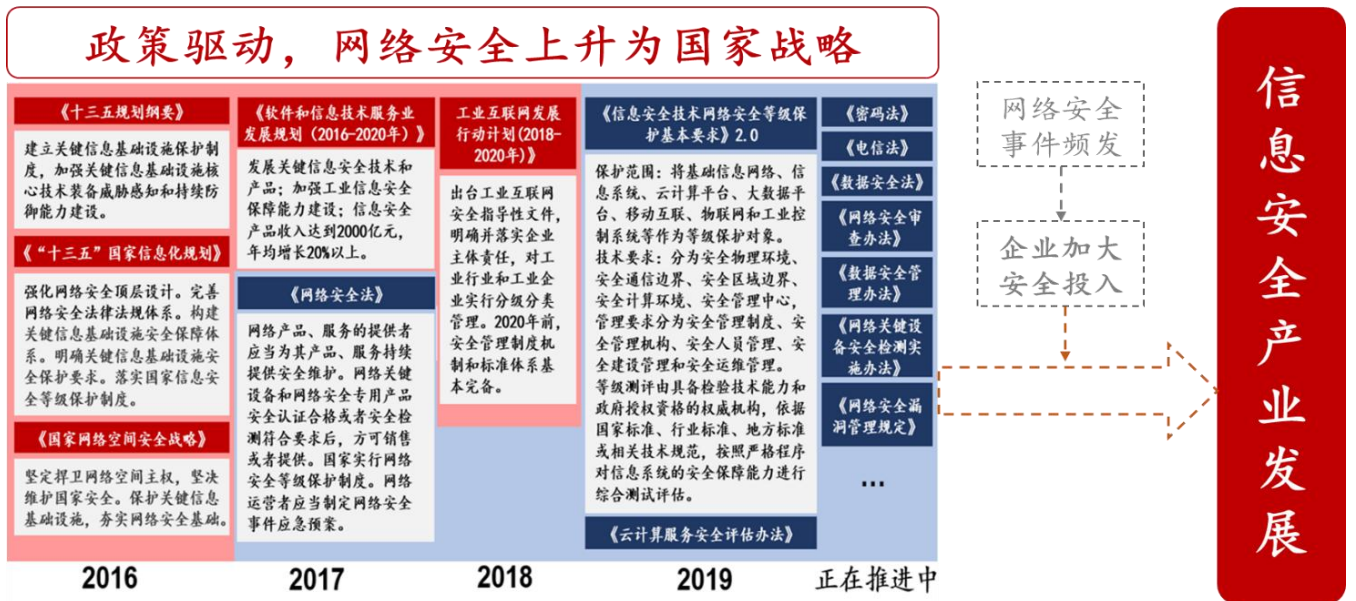 政策驱动，网络安全上升为国家战略
《十三五规划纲要》
建立关键信息基础设施保护制
度，加强关键信息基础设施核
心技术装备威胁感知和持续防
御能力建设。
《“十三五”国家信息化规划》
强化网络安全顶层设计。完善
网络安全法律法规体系。构建
关键信息基础设施安全保障体
系。明确关键信息基础设施安
全保护要求。落实国家信息安
全等级保护制度。
《国家网络空间安全战略》
坚定捍卫网络空间主权，坚决
维护国家安全。保护关键信息
基础设施，夯实网络安全基础。
2016
《软件和信息技术服务业
发展规划（2016-2020年）》
发展关键信息安全技术和
产品；加强工业信息安全
保障能力建设；信息安全
产品收入达到2000亿元，
年均增长20%以上。
《网络安全法》
网络产品、服务的提供者
应当为其产品、服务持续
提供安全维护。网络关键
设备和网络安全专用产品
安全认证合格或者安全检
测符合要求后，方可销售
或者提供。国家实行网络
安全等级保护制度。网络
运营者应当制定网络安全
事件应急预案。
2017
工业互联网发展
行动计划(2018-
2020年)》
出台工业互联网
安全指导性文件，
明确并落实企业
主体责任，对工
业行业和工业企
业实行分级分类
管理。2020年前，
安全管理制度机
制和标准体系基
本完备。
2018
《信息安全技术网络安全等级保
护基本要求》2.0
保护范围：将基础信息网络、信
息系统、云计算平台、大数据平
台、移动互联、物联网和工业控
制系统等作为等级保护对象。
技术要求：分为安全物理环境、
安全通信边界、安全区域边界、
安全计算环境、安全管理中心，
管理要求分为安全管理制度、安
全管理机构、安全人员管理、安
全建设管理和安全运维管理。
等级测评由具备检验技术能力和
政府授权资格的权威机构，依据
国家标准、行业标准、地方标准
或相关技术规范，按照严格程序
对信息系统的安全保障能力进行
综合测试评估。
《云计算服务安全评估办法》
2019
《密码法》
《电信法》
《数据安全法》
《网络安全审
查办法》
《数据安全管
理办法》
《网络关键设
备安全检测实
施办法》
《网络安全漏
洞管理规定》
...
正在推进中
网络安全
事件频发
企业加大
安全投入
信息安全产业发展